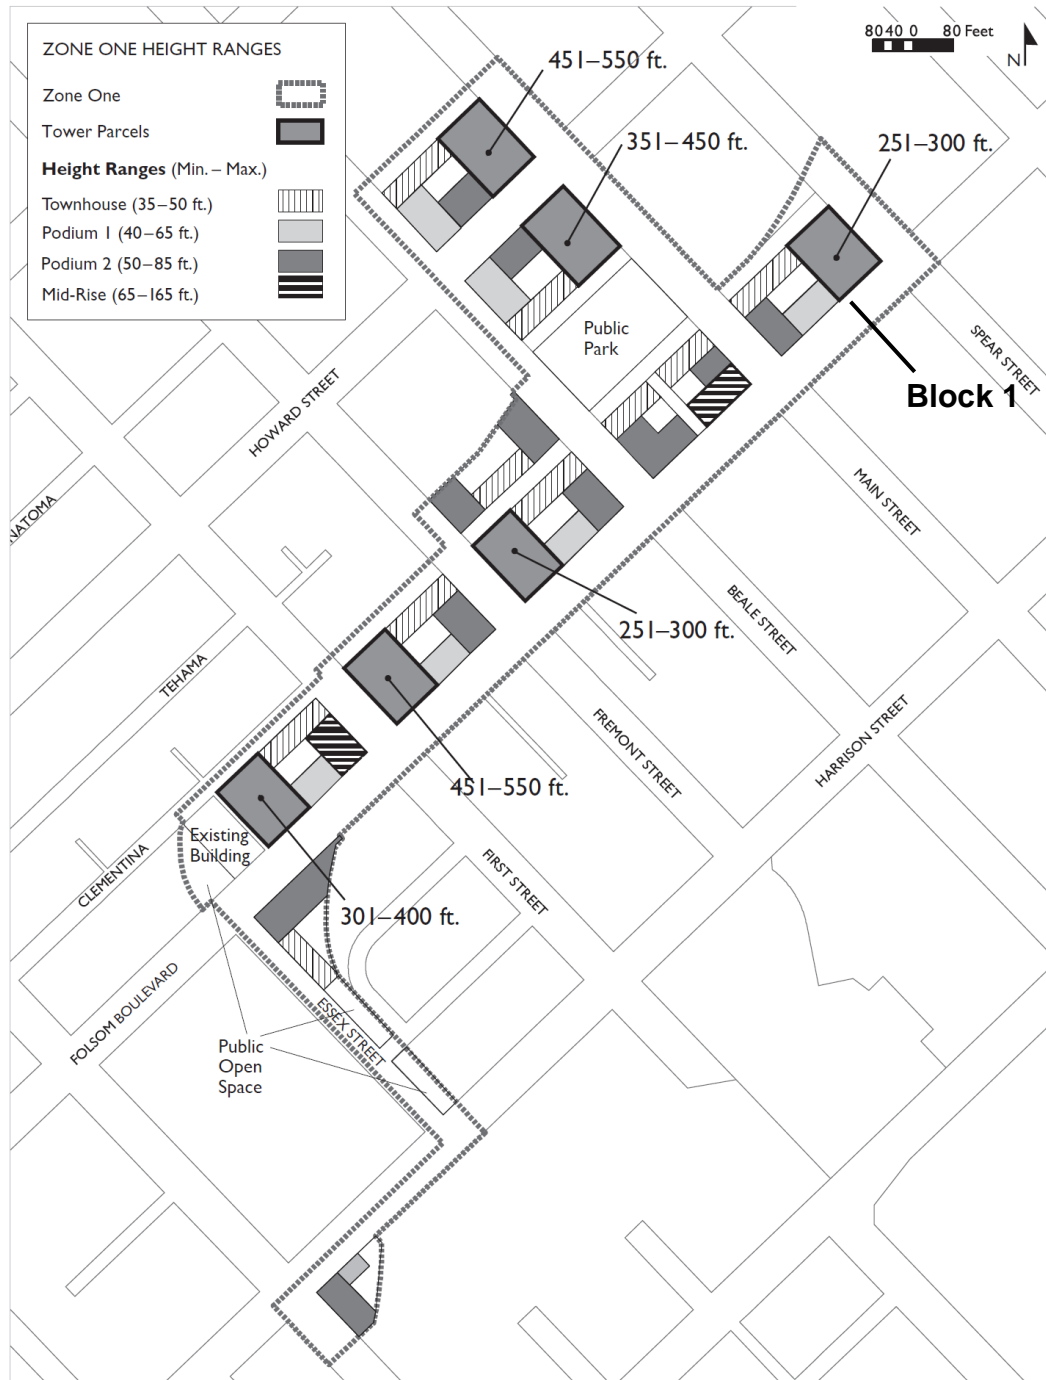 ZONE ONE HEIGHT RANGES
Zone One
Tower Parcels
Height Ranges (Min. – Max.)
Townhouse (35–50 ft.)
Podium 1 (40–65 ft.)
Podium 2 (50–85 ft.)
Mid-Rise (65–165 ft.)
8040 0 80 Feet
N
451–550 ft.
351–450 ft.
251–300 ft.
Public
Park
SPEAR STREET
Block 1
HOWARD STREET
MAIN STREET
NATOMA
BEALE STREET
251–300 ft.
TEHAMA
FREMONT STREET
HARRISON STREET
451–550 ft.
Existing
Building
CLEMENTINA
FIRST STREET
301–400 ft.
FOLSOM BOULEVARD
ESSEX STREET
Public
Open
Space